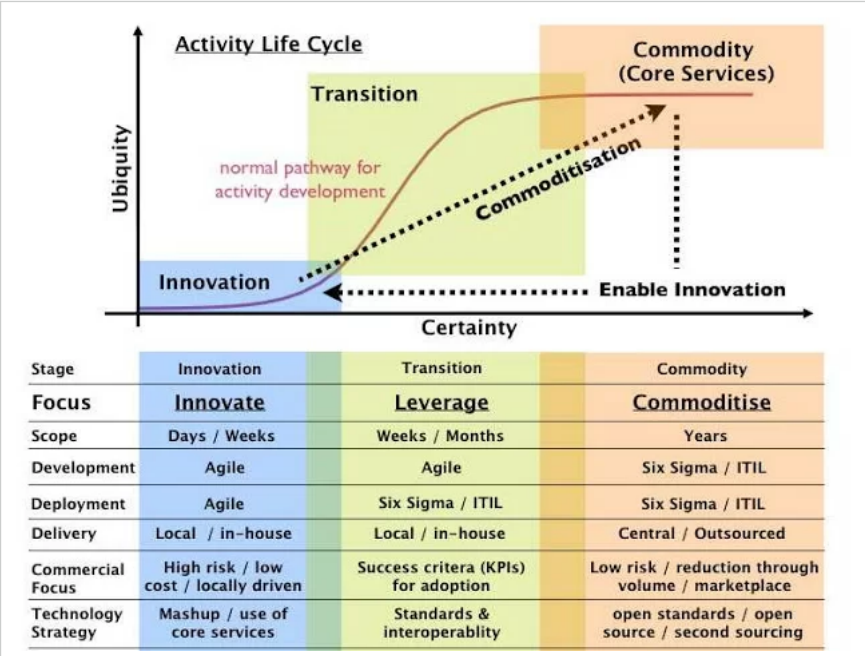 Activity Life Cycle
Commodity
(Core Services)
Transition
Ubiquity
normal pathway for
activity development
Commoditisation
Innovation
Enable Innovation
Certainty
Stage Innovation Transition Commodity
Focus Innovate Leverage Commoditise
Scope Days / Weeks Weeks / Months Years
Development Agile Agile Six Sigma / ITIL
Deployment Agile Six Sigma / ITIL Six Sigma / ITIL
Delivery Local / in-house Local / in-house Central / Outsourced
Commercial High risk / low Success critera (KPIs) Low risk / reduction through
Focus cost / locally driven for adoption volume / marketplace
Technology Mashup / use of Standards & open standards / open
Strategy core services interoperablity source / second sourcing